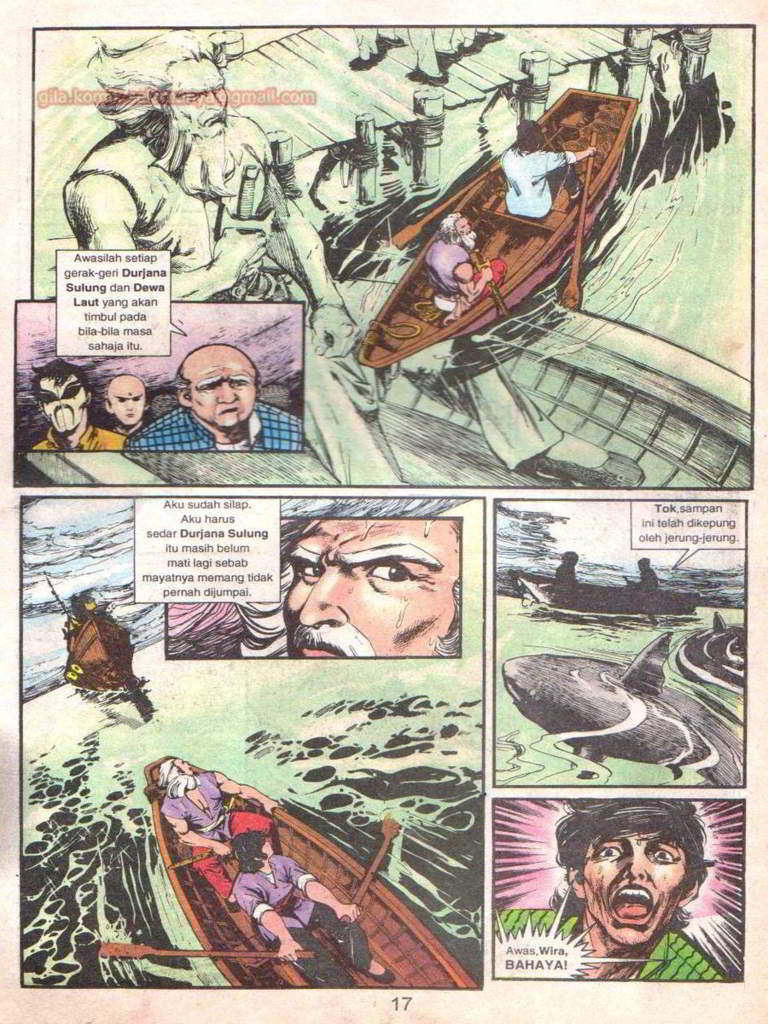 Awasilah setiap
gerak-geri Durjana
Sulung dan Dewa
Laut yang akan
timbul pada
bila-bila masa
sahaja itu.
Aku sudah silap.
Aku harus
sedar Durjana Sulung
itu masih belum
mati lagi sebab
mayatnya memang tidak
pernah dijumpai.
Tok,sampan
ini telah dikepung
oleh jerung-jerung.
Awas,Wira,
BAHAYA!
17